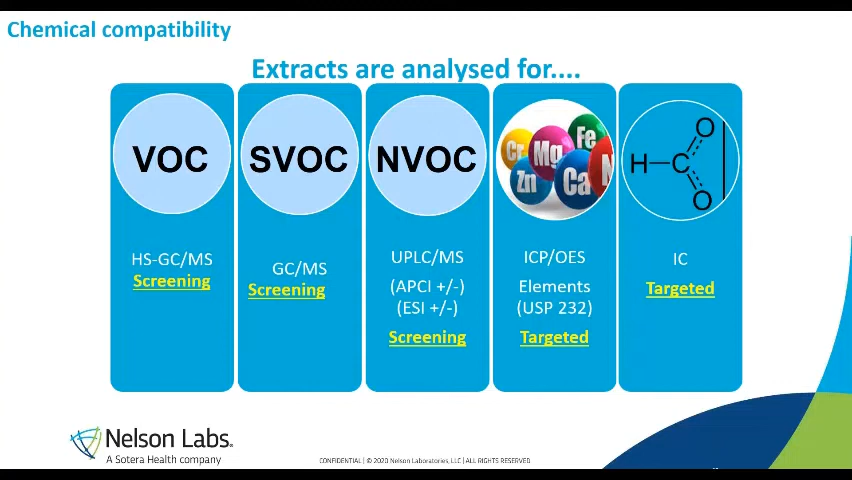 Chemical compatibility
Extracts are analysed for....
VOC
HS-GC/MS
Screening
SVOC
GC/MS
Screening
NVOC
UPLC/MS
(APCI +/-)
(ESI +/-)
Screening
Cr
Mg
Fe
Zn
Ca
N
ICP/OES
Elements
(USP 232)
Targeted
O
H-C
O
IC
Targeted
Nelson Labs.
A Sotera Health company
CONFIDENTIAL | © 2020 Nelson Laboratories, LLC | ALL RIGHTS RESERVED